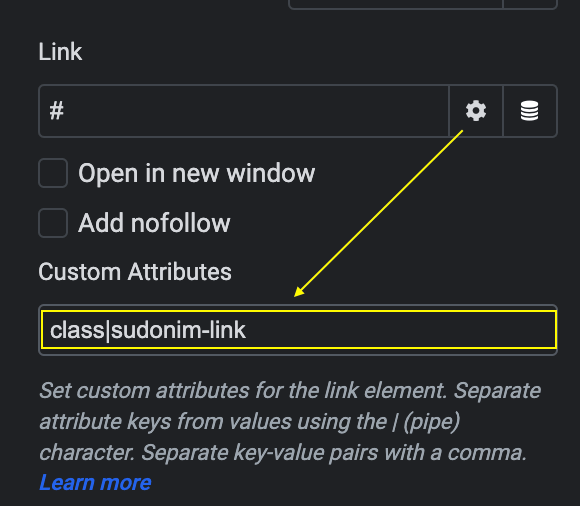 Link
#
Open in new window
Add nofollow
Custom Attributes
class|sudonim-link
Set custom attributes for the link element. Separate
attribute keys from values using the | (pipe)
character. Separate key-value pairs with a comma.
Learn more